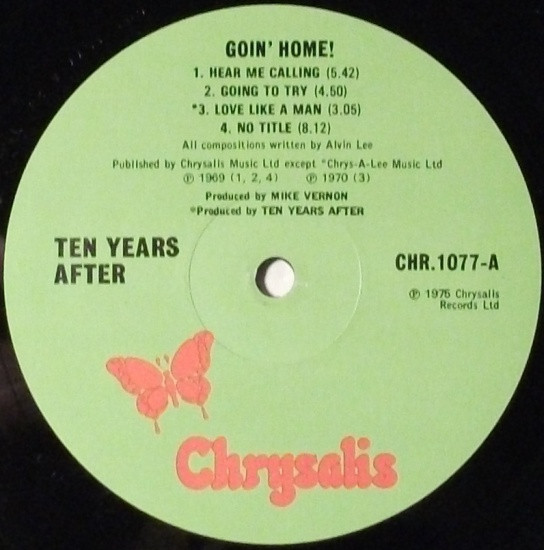 GOIN' HOME!
1. HEAR ME CALLING (5.42)
2. GOING TO TRY (4.50)
*3. LOVE LIKE A MAN (3.05)
4. NO TITLE (8.12)
All compositions written by Alvin Lee
Published by Chrysalis Music Ltd except *Chrys-A-Lee Music Ltd
℗ 1969 (1, 2, 4) ℗ 1970 (3)
Produced by MIKE VERNON
*Produced by TEN YEARS AFTER
TEN YEARS
AFTER
CHR.1077-A
℗ 1975 Chrysalis
Records Ltd
Chrysalis